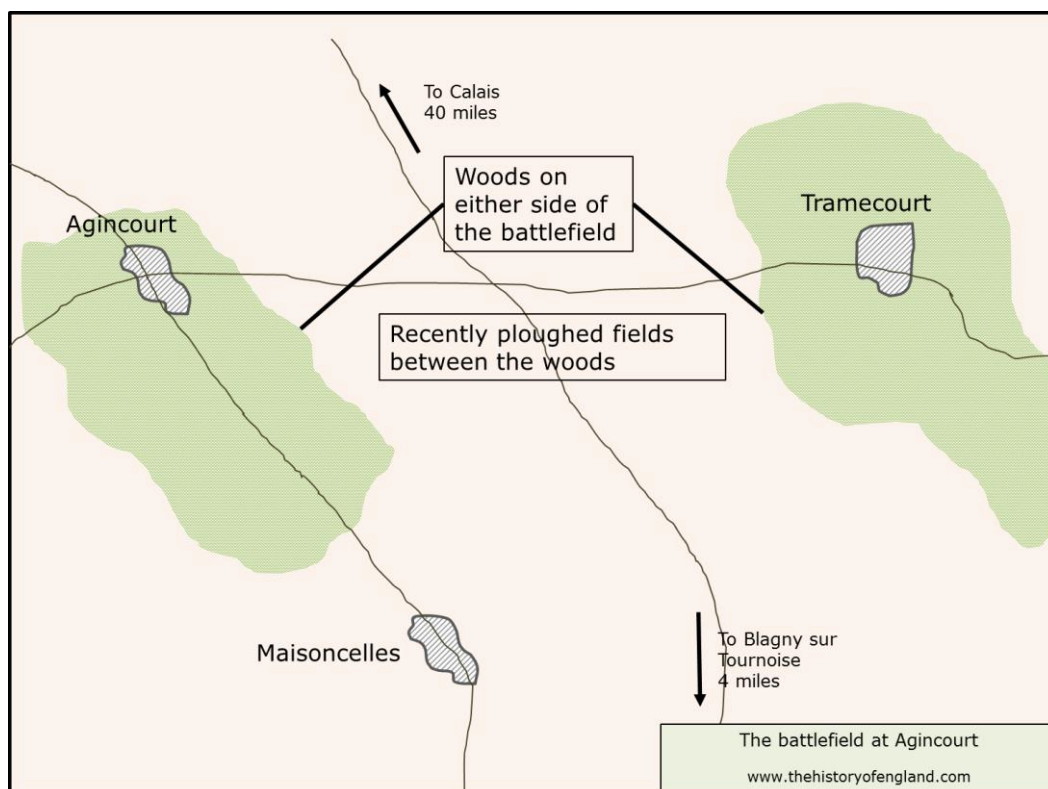 To Calais
40 miles
Woods on
either side of
the battlefield
Tramecourt
Agincourt
Recently ploughed fields
between the woods
Maisoncelles
To Blagny sur
Tournoise
4 miles
The battlefield at Agincourt
www.thehistoryofengland.com